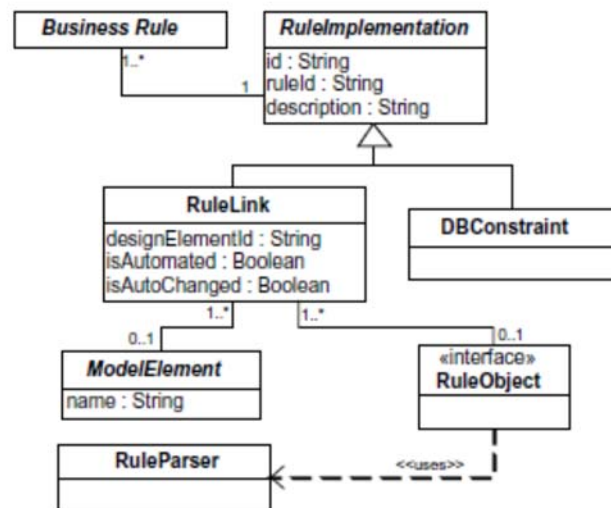 Business Rule
RuleImplementation
id : String
ruleId : String
description : String
1..*
1
RuleLink
designElementId : String
isAutomated : Boolean
isAutoChanged : Boolean
DBConstraint
1..*
1..*
0..1
0..1
ModelElement
name : String
«interface»
RuleObject
RuleParser
<<uses>>